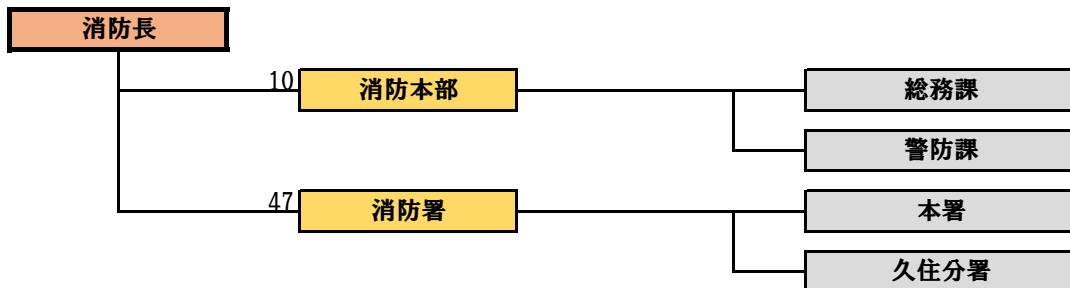 消防長
10 消防本部 総務課
警防課
47 消防署 本署
久住分署